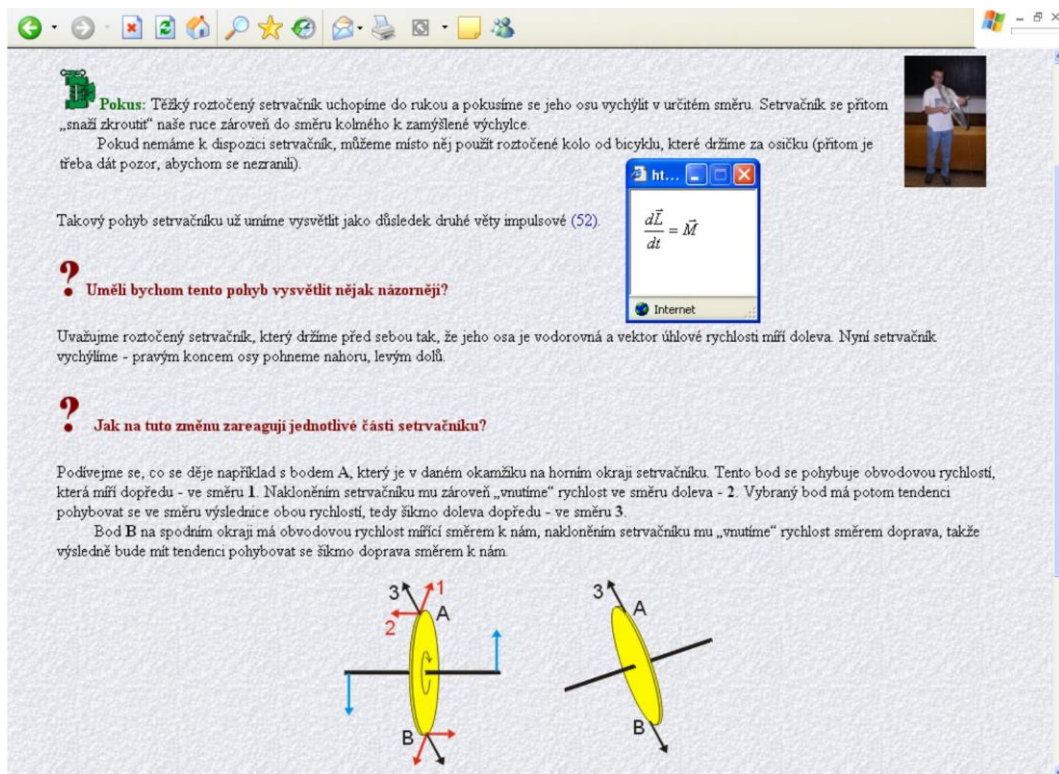 Pokus: Těžký roztočený setrvačník uchopíme do rukou a pokusíme se jeho osu vychýlit v určitém směru. Setrvačník se přitom
„snaží zkroutit“ naše ruce zároveň do směru kolmého k zamýšlené výchylce.
Pokud nemáme k dispozici setrvačník, můžeme místo něj použít roztočené kolo od bicyklu, které držíme za osičku (přitom je
třeba dát pozor, abychom se nezranili).
ht...
Takový pohyb setrvačníku už umíme vysvětlit jako důsledek druhé věty impulsové (52).
dL⃗/dt = M⃗
Internet
? Uměli bychom tento pohyb vysvětlit nějak názorněji?
Uvažujme roztočený setrvačník, který držíme před sebou tak, že jeho osa je vodorovná a vektor úhlové rychlosti míří doleva. Nyní setrvačník
vychýlíme - pravým koncem osy pohneme nahoru, levým dolů.
? Jak na tuto změnu zareagují jednotlivé části setrvačníku?
Podívejme se, co se děje například s bodem A, který je v daném okamžiku na horním okraji setrvačníku. Tento bod se pohybuje obvodovou rychlostí,
která míří dopředu - ve směru 1. Nakloněním setrvačníku mu zároveň „vnutíme“ rychlost ve směru doleva - 2. Vybraný bod má potom tendenci
pohybovat se ve směru výslednice obou rychlostí, tedy šikmo doleva dopředu - ve směru 3.
Bod B na spodním okraji má obvodovou rychlost mířící směrem k nám, nakloněním setrvačníku mu „vnutíme“ rychlost směrem doprava, takže
výsledně bude mít tendenci pohybovat se šikmo doprava směrem k nám.
3 1
A
2
B
3
A
B